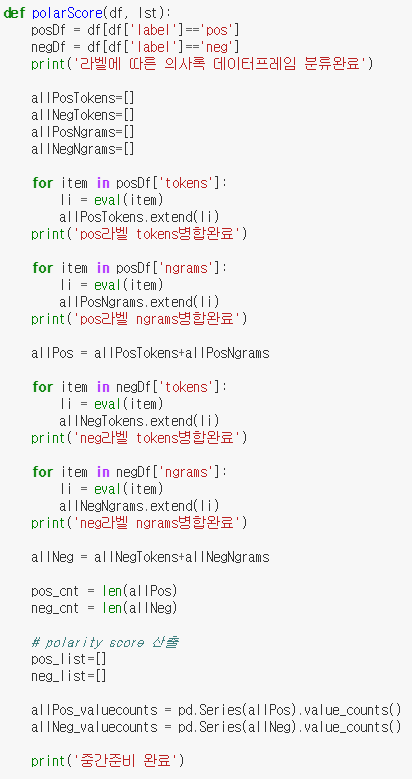 def polarScore(df, lst):
    posDf = df[df['label']=='pos']
    negDf = df[df['label']=='neg']
    print('라벨에 따른 의사록 데이터프레임 분류완료')

    allPosTokens=[]
    allNegTokens=[]
    allPosNgrams=[]
    allNegNgrams=[]

    for item in posDf['tokens']:
        li = eval(item)
        allPosTokens.extend(li)
    print('pos라벨 tokens병합완료')

    for item in posDf['ngrams']:
        li = eval(item)
        allPosNgrams.extend(li)
    print('pos라벨 ngrams병합완료')

    allPos = allPosTokens+allPosNgrams

    for item in negDf['tokens']:
        li = eval(item)
        allNegTokens.extend(li)
    print('neg라벨 tokens병합완료')

    for item in negDf['ngrams']:
        li = eval(item)
        allNegNgrams.extend(li)
    print('neg라벨 ngrams병합완료')

    allNeg = allNegTokens+allNegNgrams

    pos_cnt = len(allPos)
    neg_cnt = len(allNeg)

    # polarity score 산출
    pos_list=[]
    neg_list=[]

    allPos_valuecounts = pd.Series(allPos).value_counts()
    allNeg_valuecounts = pd.Series(allNeg).value_counts()

    print('중간준비 완료')